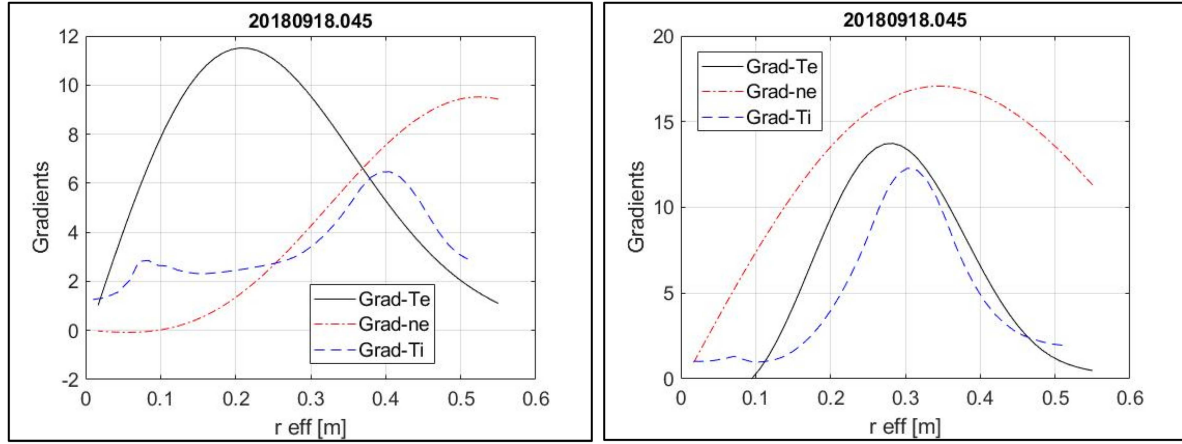 20180918.045
12
10
8
6
4
2
0
-2
Gradients
Grad-Te
Grad-ne
Grad-Ti
0 0.1 0.2 0.3 0.4 0.5 0.6
r eff [m]
20180918.045
20
15
10
5
0
Gradients
Grad-Te
Grad-ne
Grad-Ti
0 0.1 0.2 0.3 0.4 0.5 0.6
r eff [m]